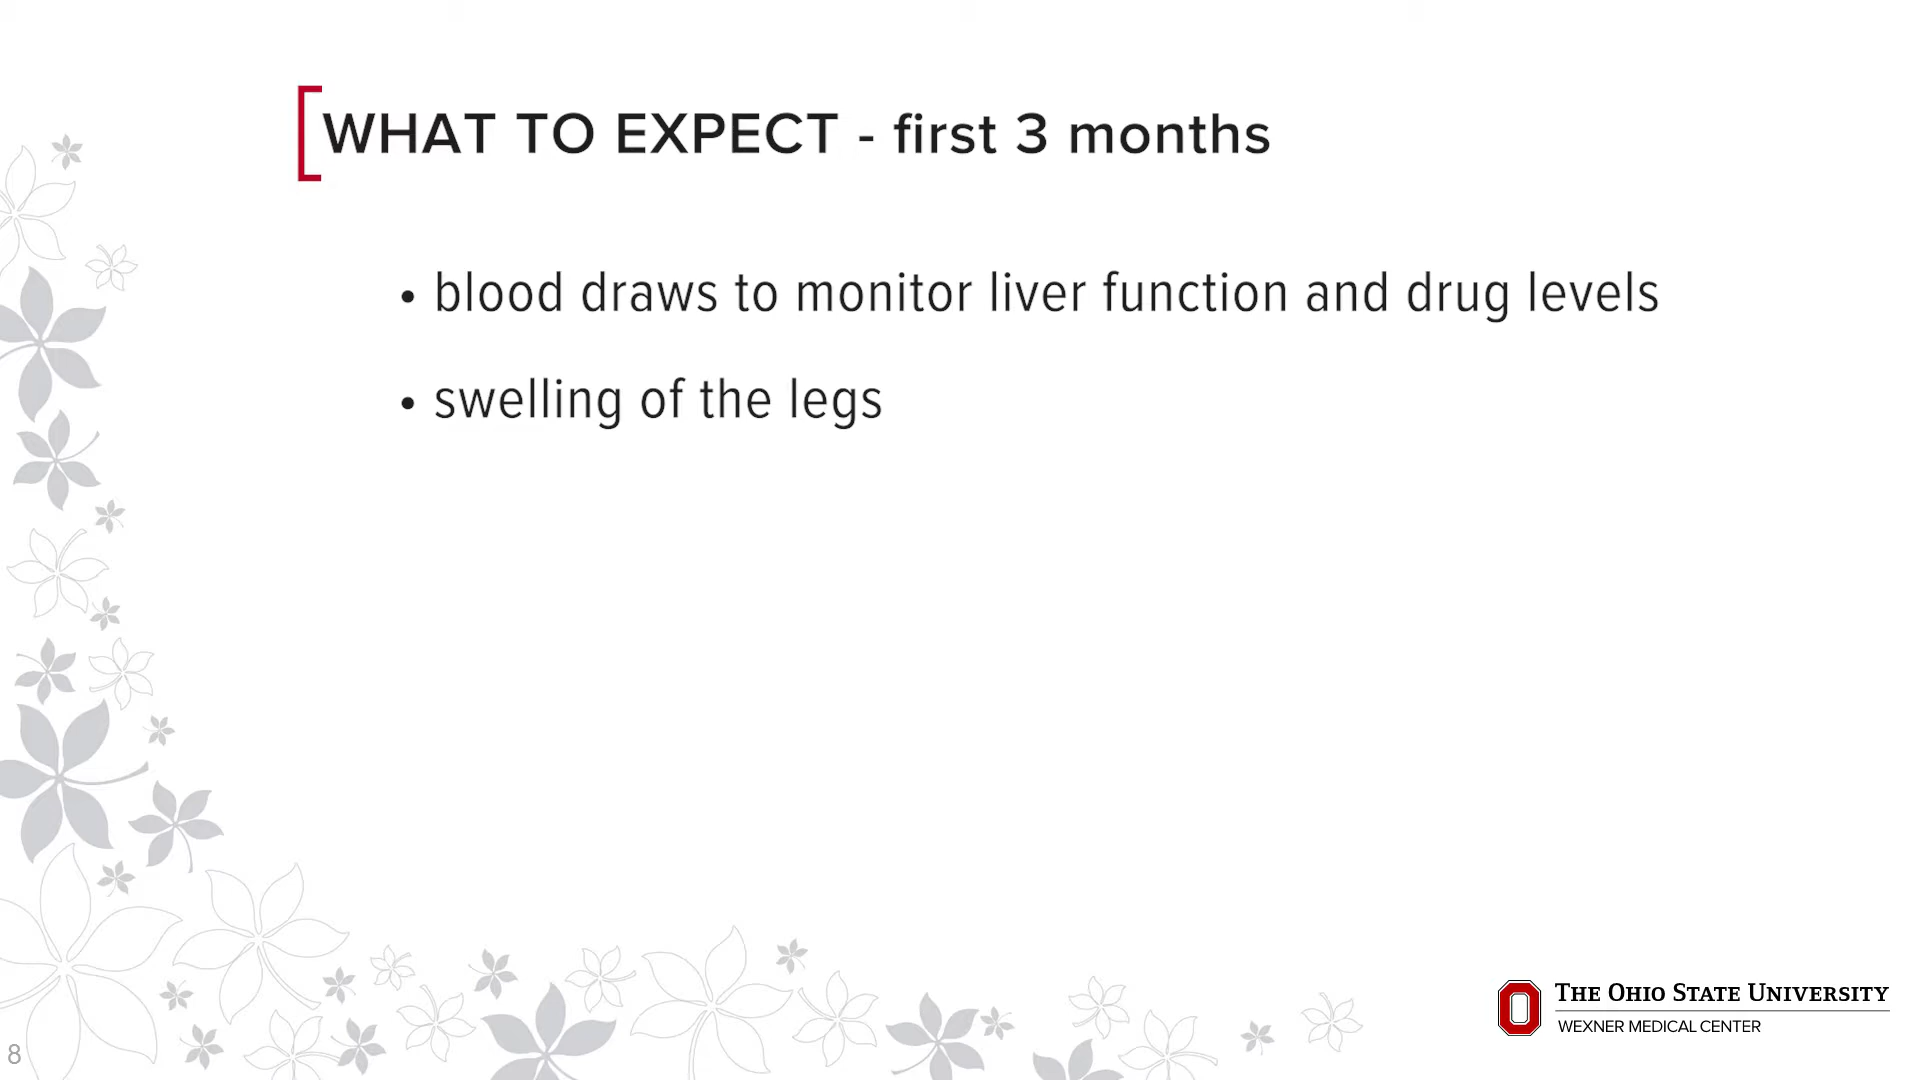 WHAT TO EXPECT - first 3 months
• blood draws to monitor liver function and drug levels
• swelling of the legs
THE OHIO STATE UNIVERSITY
WEXNER MEDICAL CENTER
8